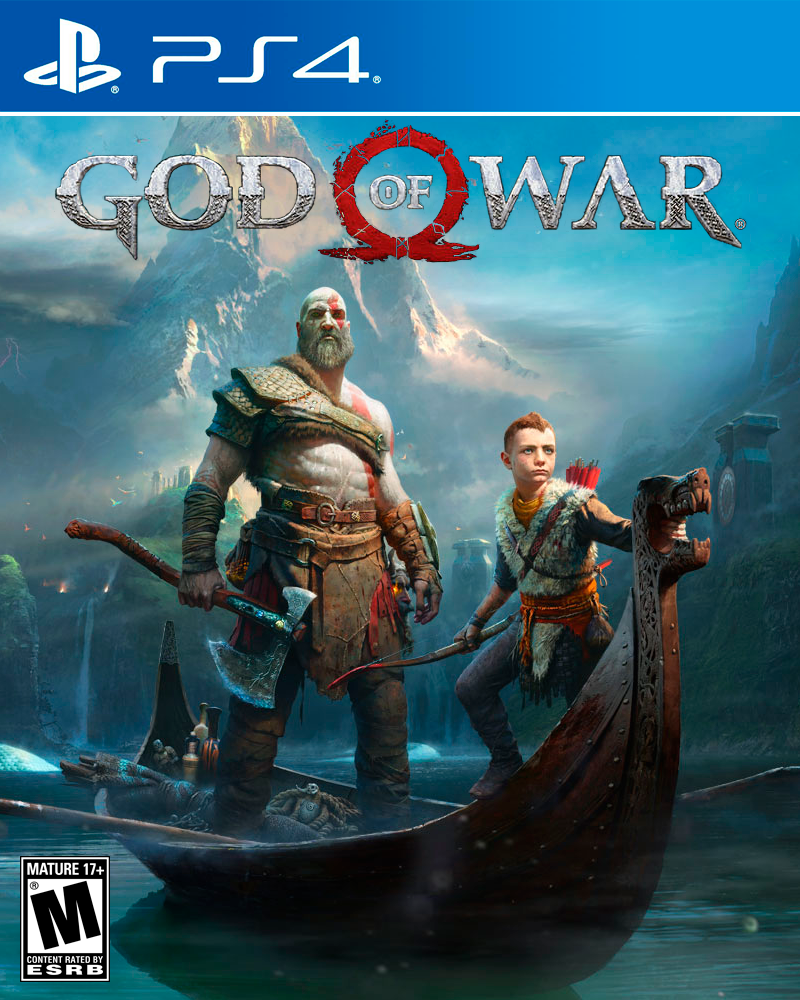 PS4®
GOD OF WAR®
MATURE 17+
M®
CONTENT RATED BY
ESRB